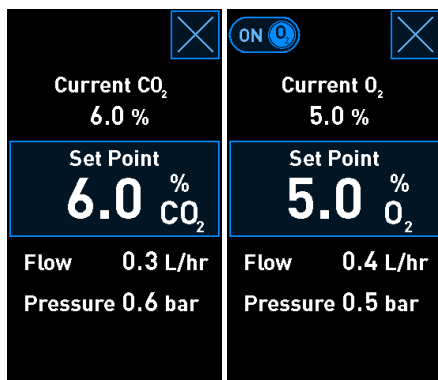 Current CO₂
6.0 %
Set Point
6.0 % CO₂
Flow 0.3 L/hr
Pressure 0.6 bar
ON O₂
Current O₂
5.0 %
Set Point
5.0 % O₂
Flow 0.4 L/hr
Pressure 0.5 bar